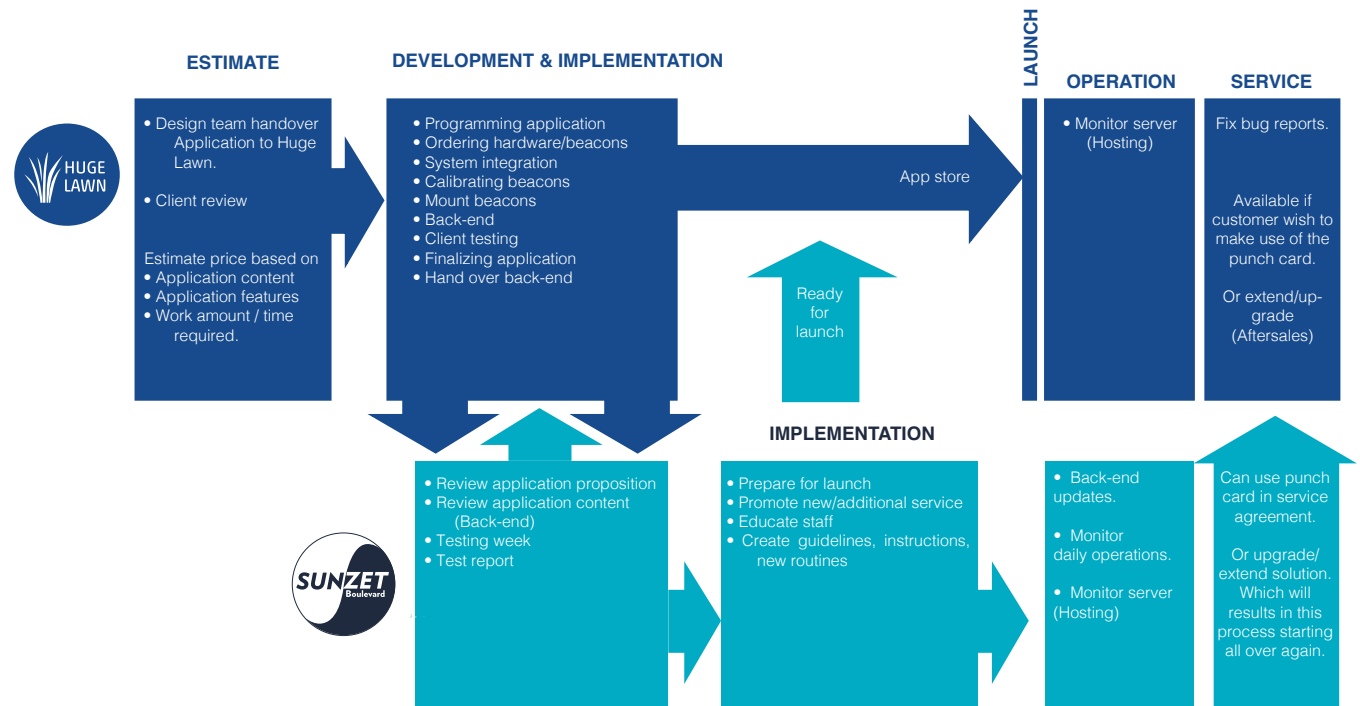 ESTIMATE
DEVELOPMENT & IMPLEMENTATION
LAUNCH
OPERATION
SERVICE
HUGE
LAWN
• Design team handover
Application to Huge
Lawn.
• Client review
Estimate price based on
• Application content
• Application features
• Work amount / time
required.
• Programming application
• Ordering hardware/beacons
• System integration
• Calibrating beacons
• Mount beacons
• Back-end
• Client testing
• Finalizing application
• Hand over back-end
App store
Ready
for
launch
• Monitor server
(Hosting)
Fix bug reports.
Available if
customer wish to
make use of the
punch card.
Or extend/up-
grade
(Aftersales)
IMPLEMENTATION
SUNZET
Boulevard
• Review application proposition
• Review application content
(Back-end)
• Testing week
• Test report
• Prepare for launch
• Promote new/additional service
• Educate staff
• Create guidelines, instructions,
new routines
• Back-end
updates.
• Monitor
daily operations.
• Monitor server
(Hosting)
Can use punch
card in service
agreement.
Or upgrade/
extend solution.
Which will
results in this
process starting
all over again.